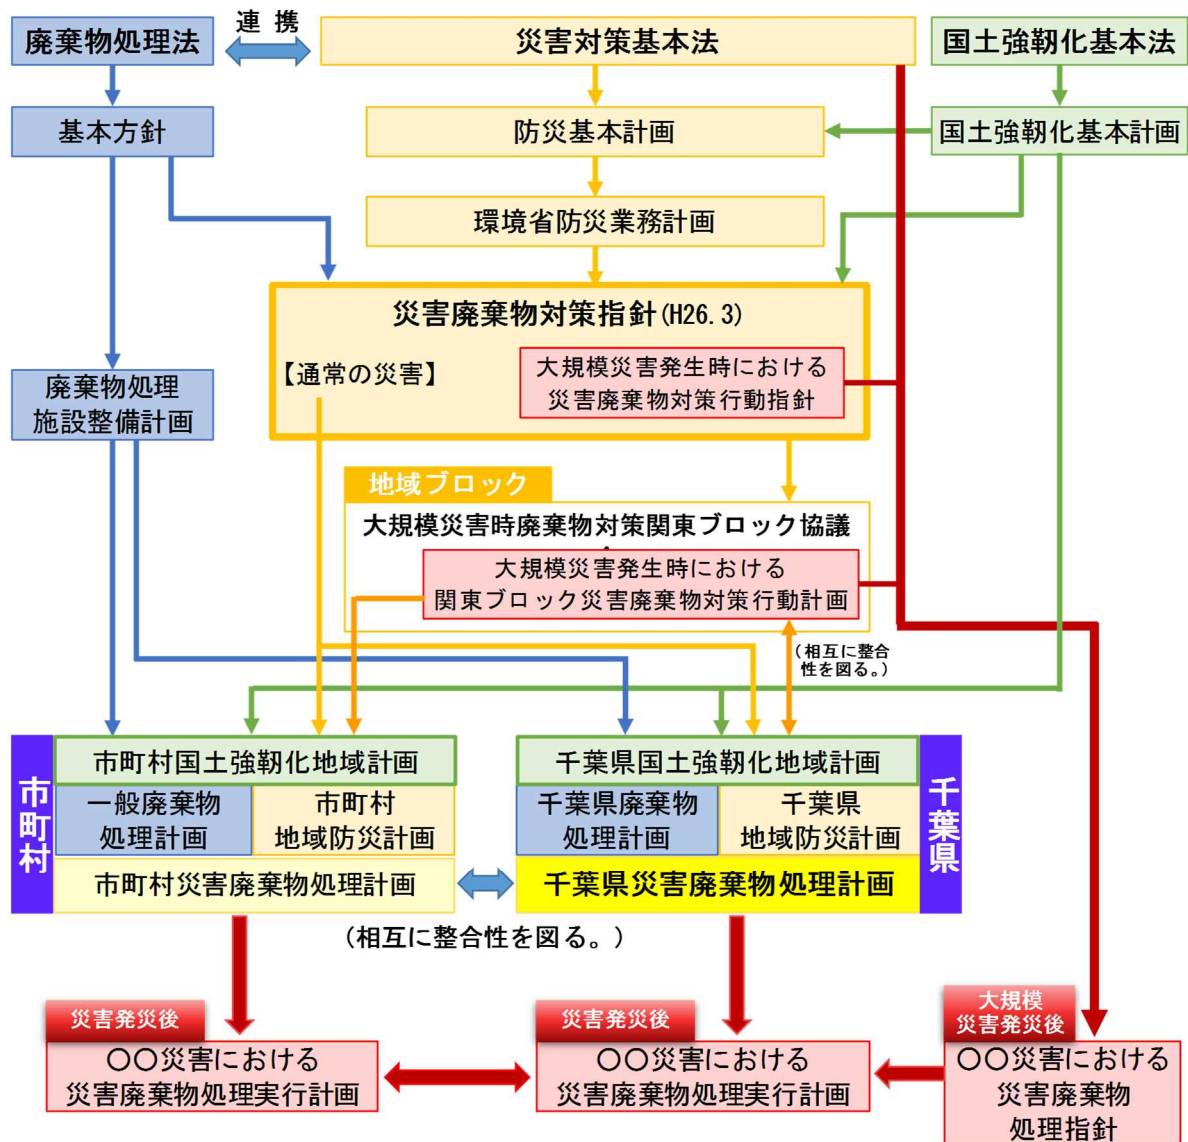 連 携
廃棄物処理法
災害対策基本法
国土強靱化基本法
基本方針
防災基本計画
国土強靱化基本計画
環境省防災業務計画
災害廃棄物対策指針(H26.3)
【通常の災害】
大規模災害発生時における
災害廃棄物対策行動指針
廃棄物処理
施設整備計画
地域ブロック
大規模災害時廃棄物対策関東ブロック協議
大規模災害発生時における
関東ブロック災害廃棄物対策行動計画
(相互に整合
性を図る。)
市町村
市町村国土強靱化地域計画
一般廃棄物
処理計画
市町村
地域防災計画
市町村災害廃棄物処理計画
千葉県国土強靱化地域計画
千葉県廃棄物
処理計画
千葉県
地域防災計画
千葉県災害廃棄物処理計画
千葉県
(相互に整合性を図る。)
災害発災後
〇〇災害における
災害廃棄物処理実行計画
災害発災後
〇〇災害における
災害廃棄物処理実行計画
大規模
災害発災後
〇〇災害における
災害廃棄物
処理指針